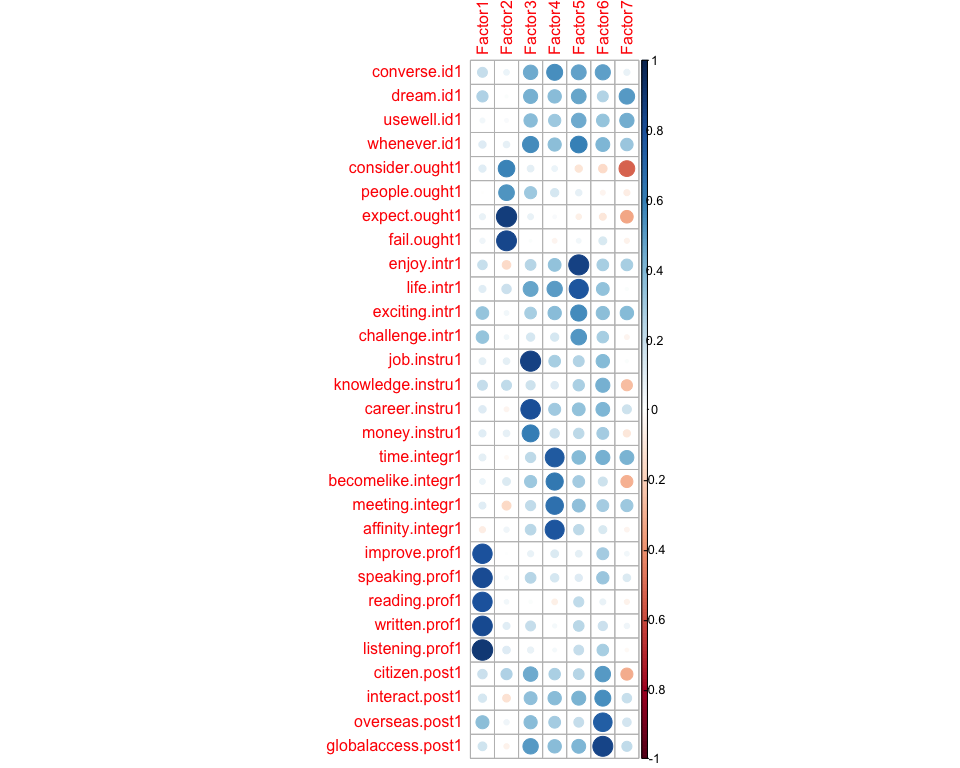 Factor1 Factor2 Factor3 Factor4 Factor5 Factor6 Factor7
converse.id1
dream.id1
usewell.id1
whenever.id1
consider.ought1
people.ought1
expect.ought1
fail.ought1
enjoy.intr1
life.intr1
exciting.intr1
challenge.intr1
job.instru1
knowledge.instru1
career.instru1
money.instru1
time.integr1
becomelike.integr1
meeting.integr1
affinity.integr1
improve.prof1
speaking.prof1
reading.prof1
written.prof1
listening.prof1
citizen.post1
interact.post1
overseas.post1
globalaccess.post1
1
0.8
0.6
0.4
0.2
0
-0.2
-0.4
-0.6
-0.8
-1